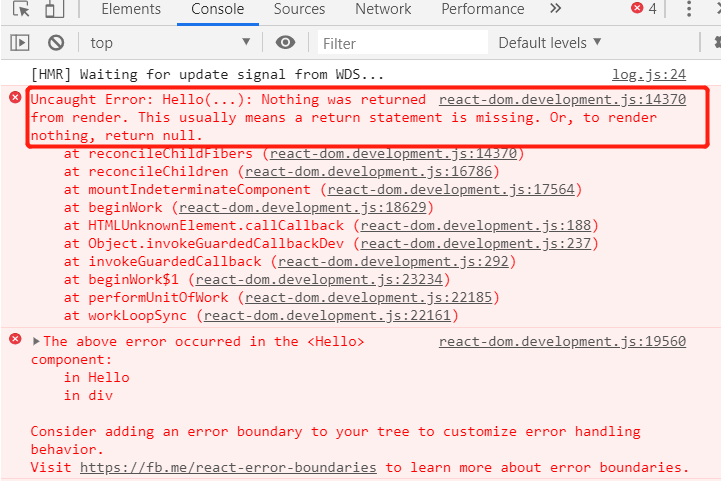 Elements Console Sources Network Performance » 4
top ▼ Filter Default levels ▼
[HMR] Waiting for update signal from WDS... log.js:24
Uncaught Error: Hello(...): Nothing was returned react-dom.development.js:14370
from render. This usually means a return statement is missing. Or, to render
nothing, return null.
at reconcileChildFibers (react-dom.development.js:14370)
at reconcileChildren (react-dom.development.js:16786)
at mountIndeterminateComponent (react-dom.development.js:17564)
at beginWork (react-dom.development.js:18629)
at HTMLUnknownElement.callCallback (react-dom.development.js:188)
at Object.invokeGuardedCallbackDev (react-dom.development.js:237)
at invokeGuardedCallback (react-dom.development.js:292)
at beginWork$1 (react-dom.development.js:23234)
at performUnitOfWork (react-dom.development.js:22185)
at workLoopSync (react-dom.development.js:22161)
▶The above error occurred in the <Hello> react-dom.development.js:19560
component:
in Hello
in div
Consider adding an error boundary to your tree to customize error handling
behavior.
Visit https://fb.me/react-error-boundaries to learn more about error boundaries.